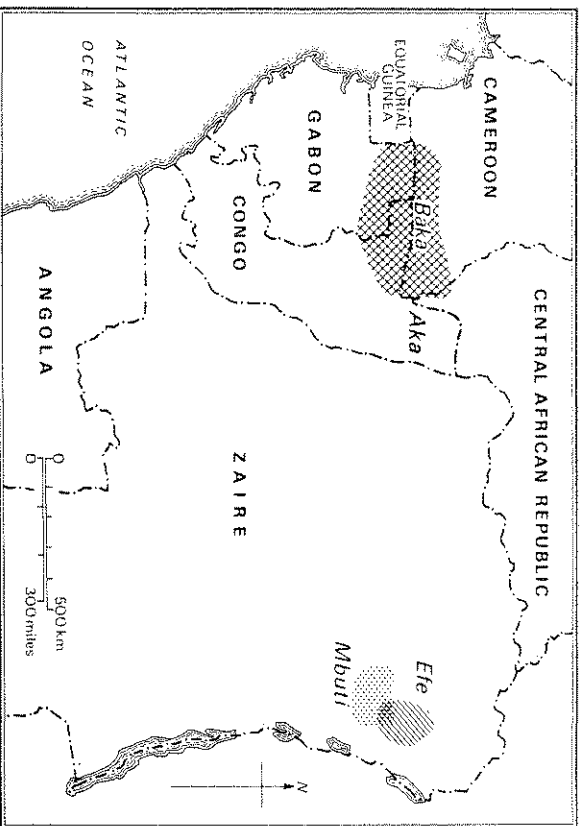 CENTRAL AFRICAN REPUBLIC
CAMEROON
EQUATORIAL
GUINEA
Baka
Aka
GABON
CONGO
ATLANTIC
OCEAN
ZAIRE
Efe
Mbuti
ANGOLA
0 500 km
0 300 miles
N